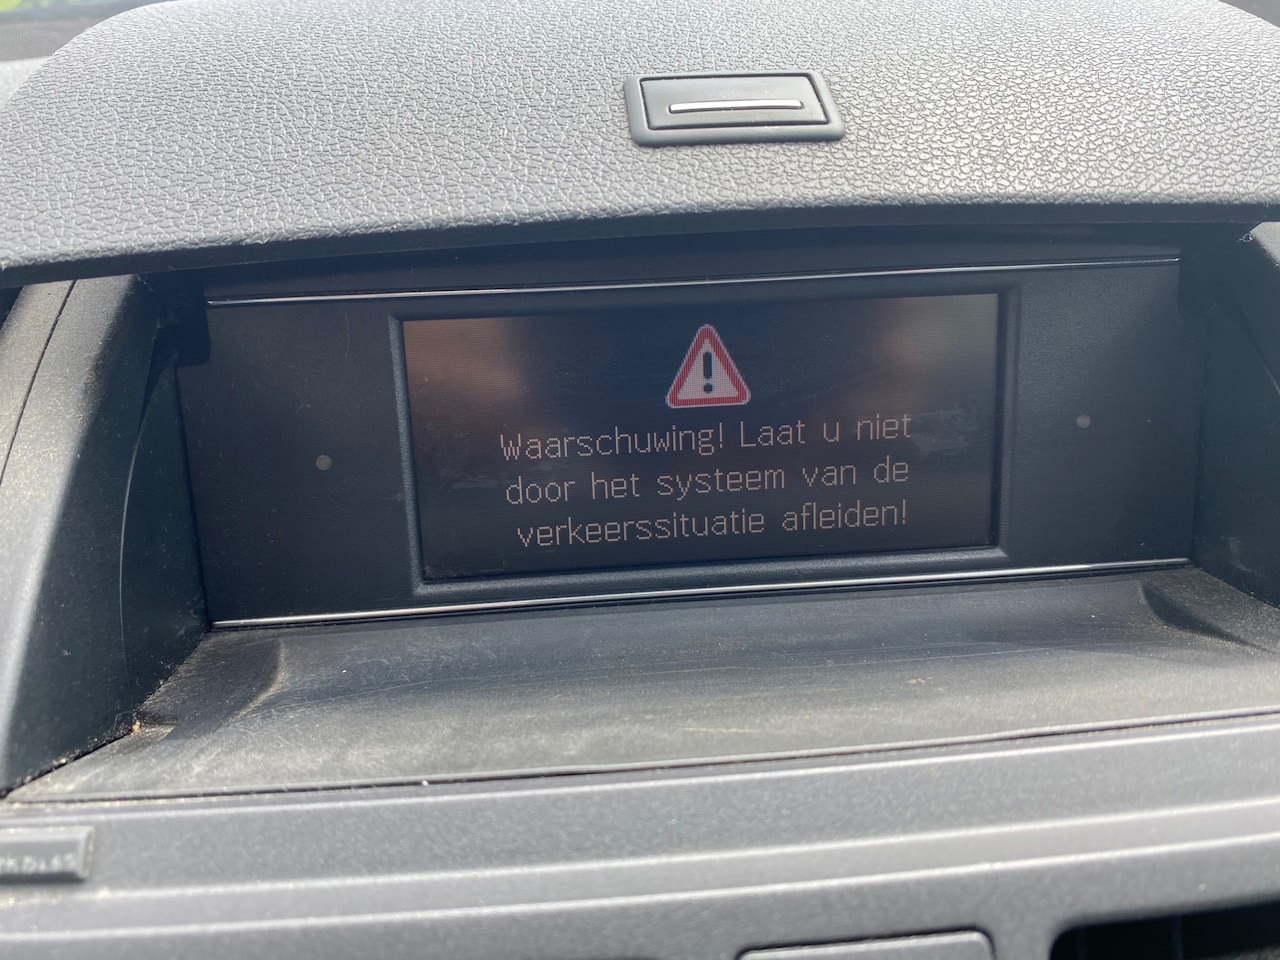 Waarschuwing! Laat u niet
door het systeem van de
verkeerssituatie afleiden!